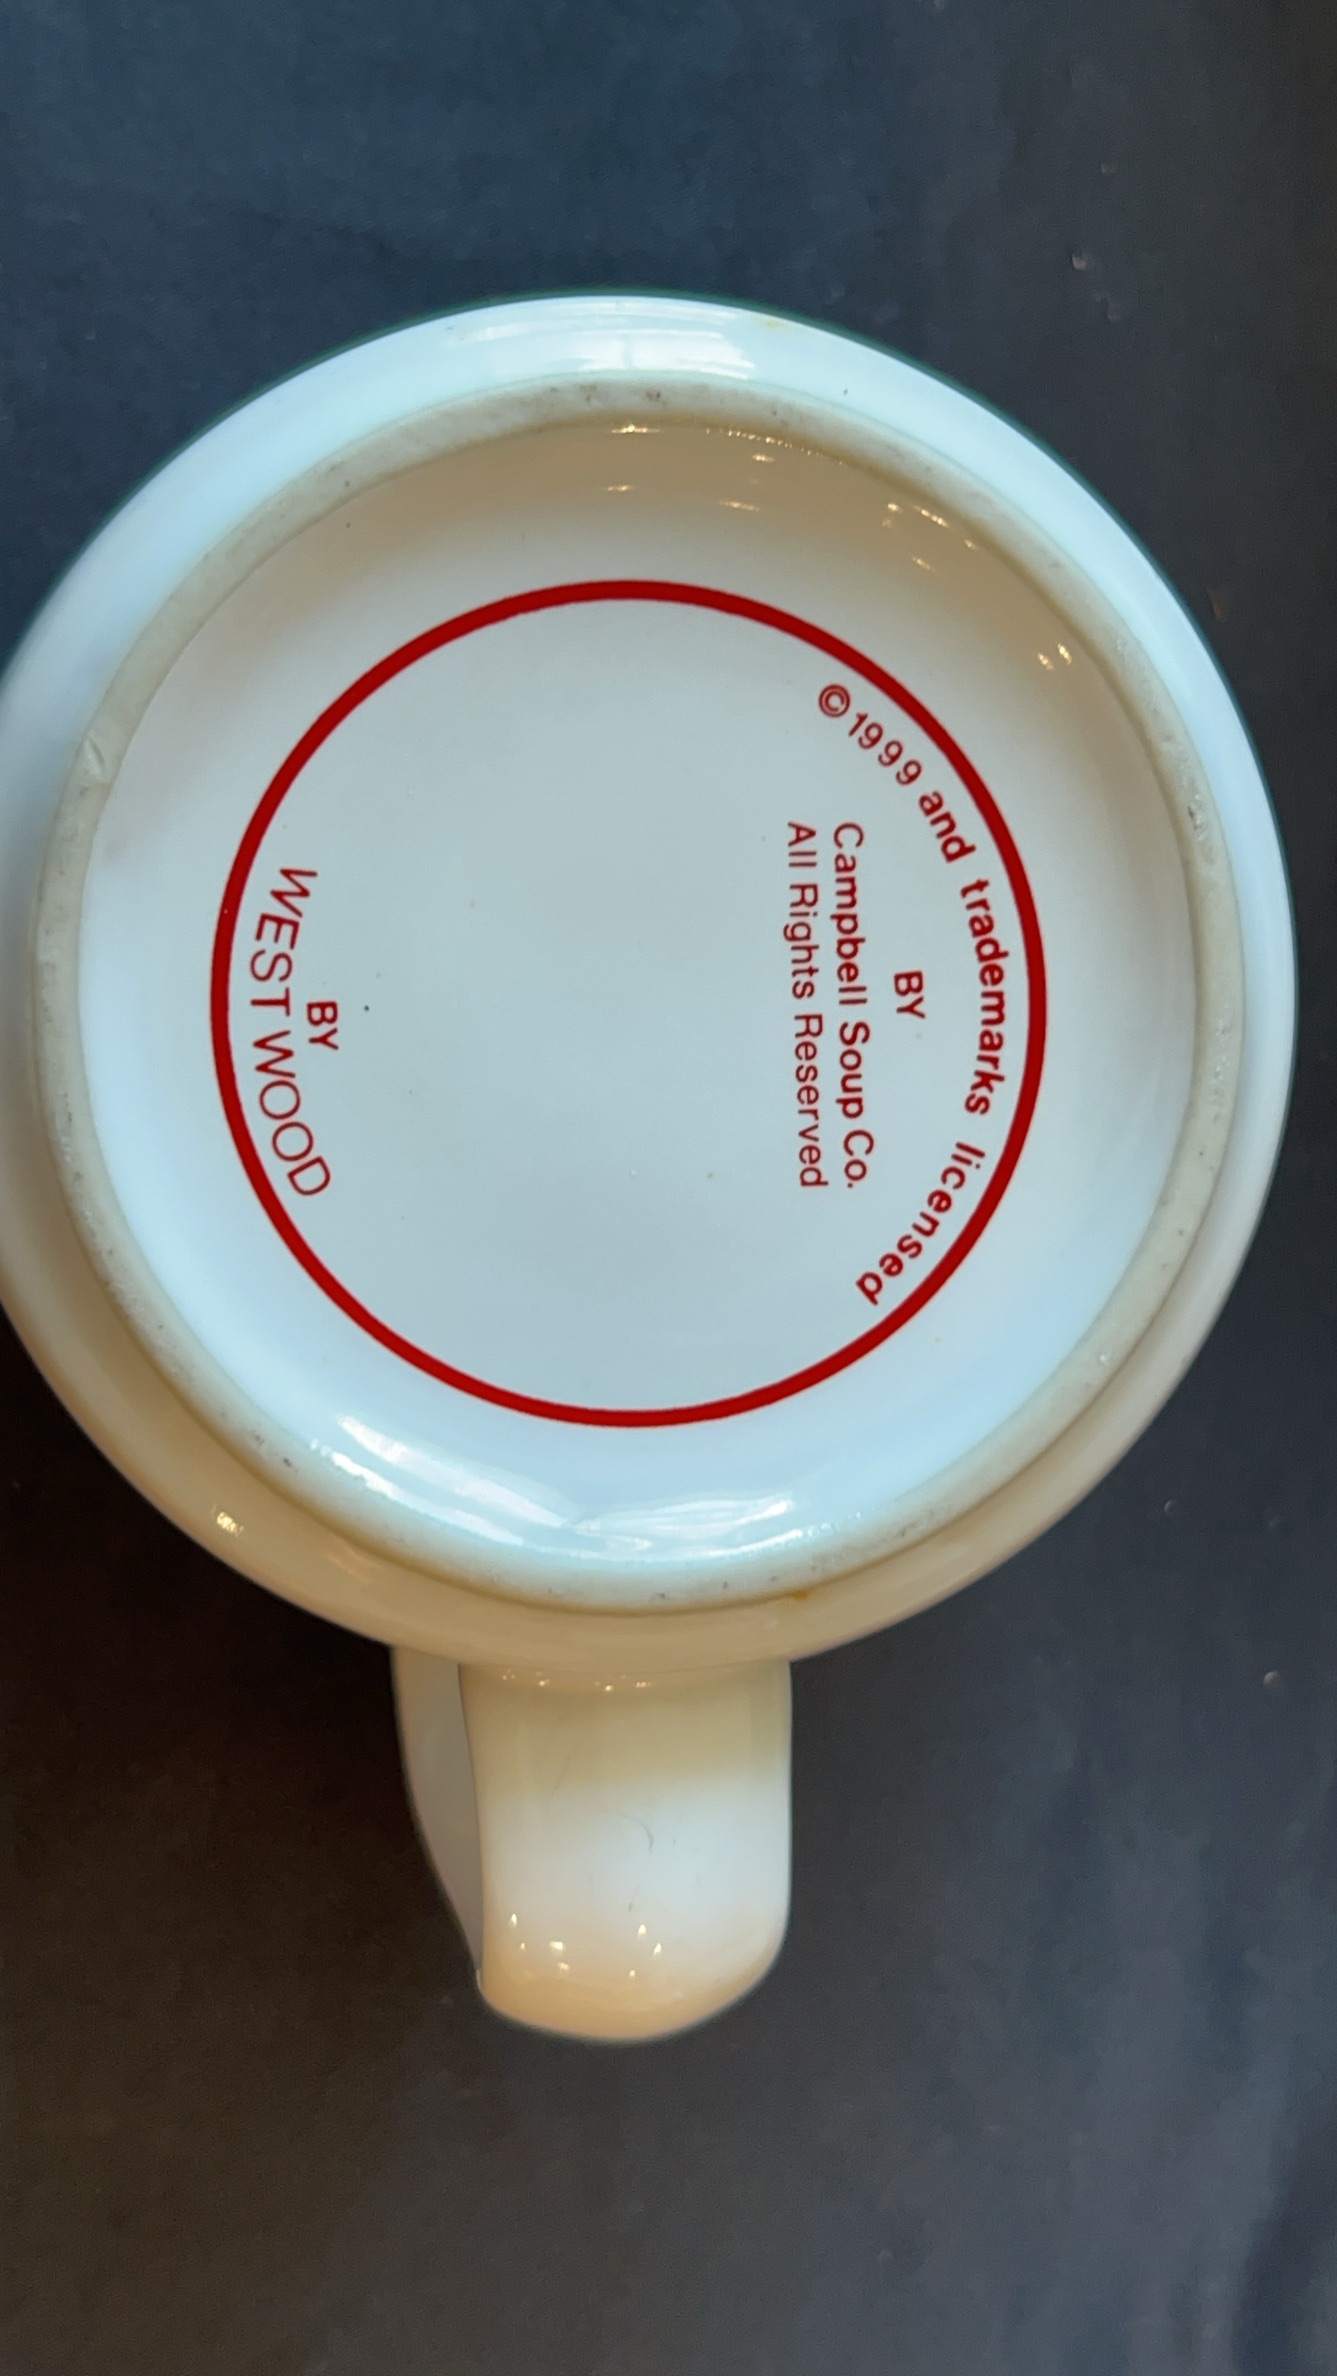 ©1999 and trademarks licensed
BY
Campbell Soup Co.
All Rights Reserved
BY
WESTWOOD